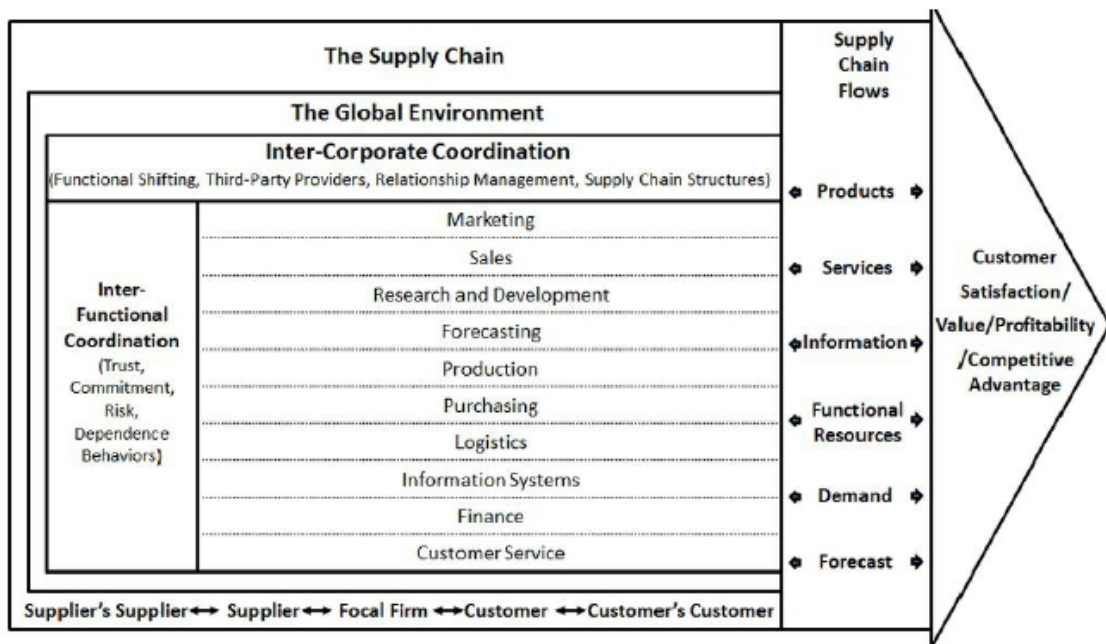 The Supply Chain
The Global Environment
Inter-Corporate Coordination
(Functional Shifting, Third-Party Providers, Relationship Management, Supply Chain Structures)
Inter-
Functional
Coordination
(Trust,
Commitment,
Risk,
Dependence
Behaviors)
Marketing
Sales
Research and Development
Forecasting
Production
Purchasing
Logistics
Information Systems
Finance
Customer Service
Supplier's Supplier ↔ Supplier ↔ Focal Firm ↔ Customer ↔ Customer's Customer
Supply
Chain
Flows
Products
Services
Information
Functional
Resources
Demand
Forecast
Customer
Satisfaction/
Value/Profitability
/Competitive
Advantage